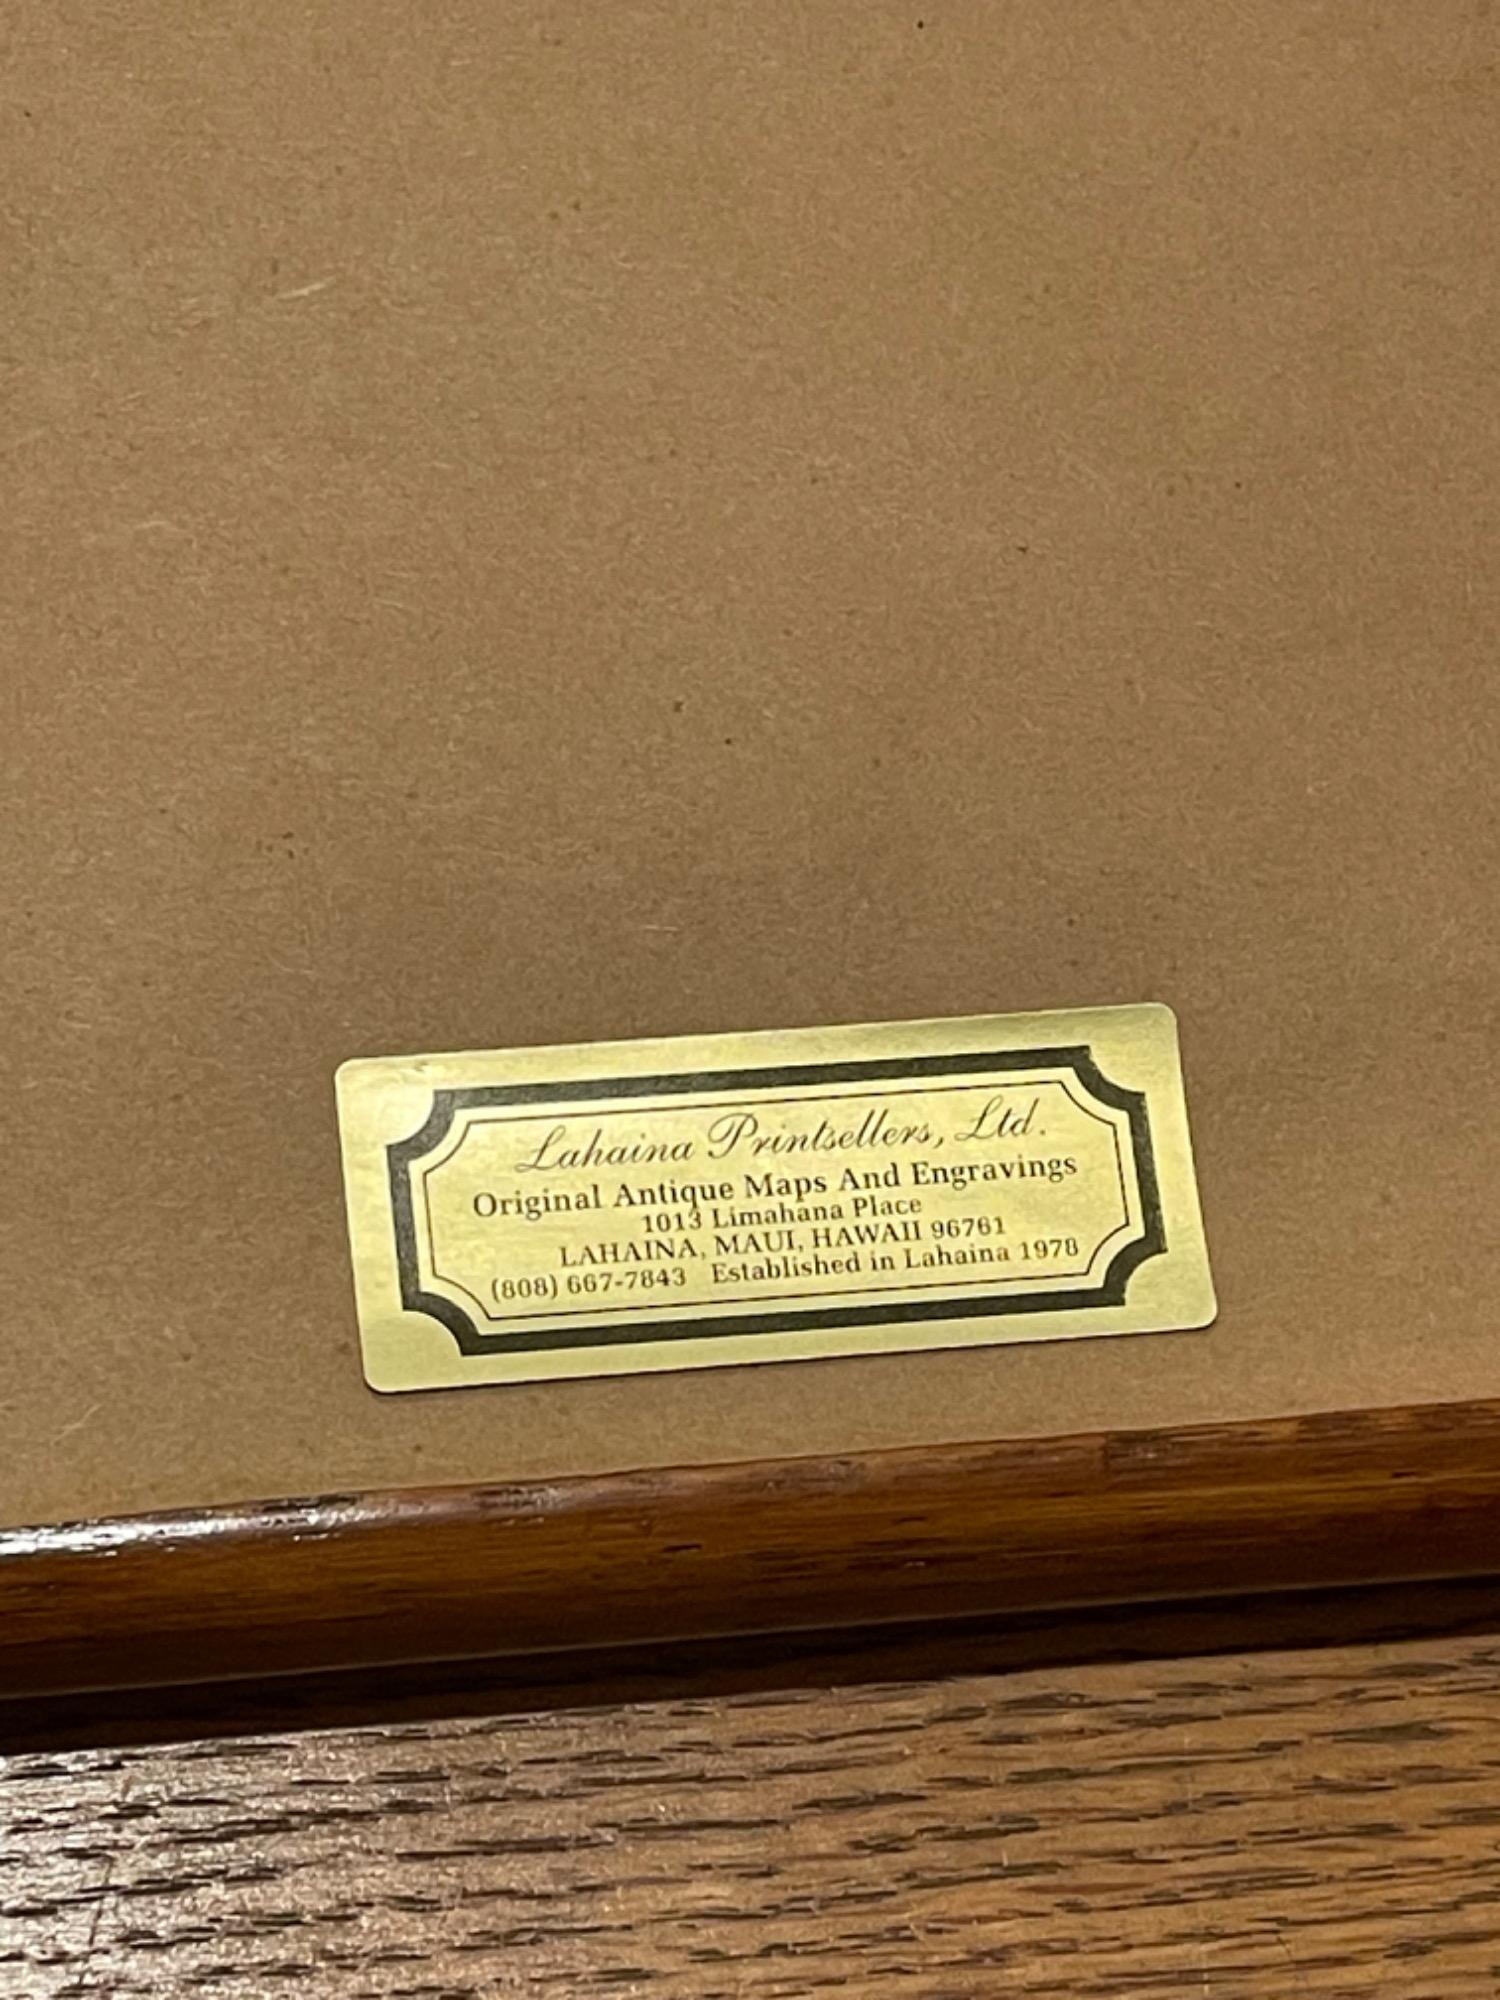 Lahaina Printsellers, Ltd.
Original Antique Maps And Engravings
1013 Limahana Place
LAHAINA, MAUI, HAWAII 96761
(808) 667-7843 Established in Lahaina 1978